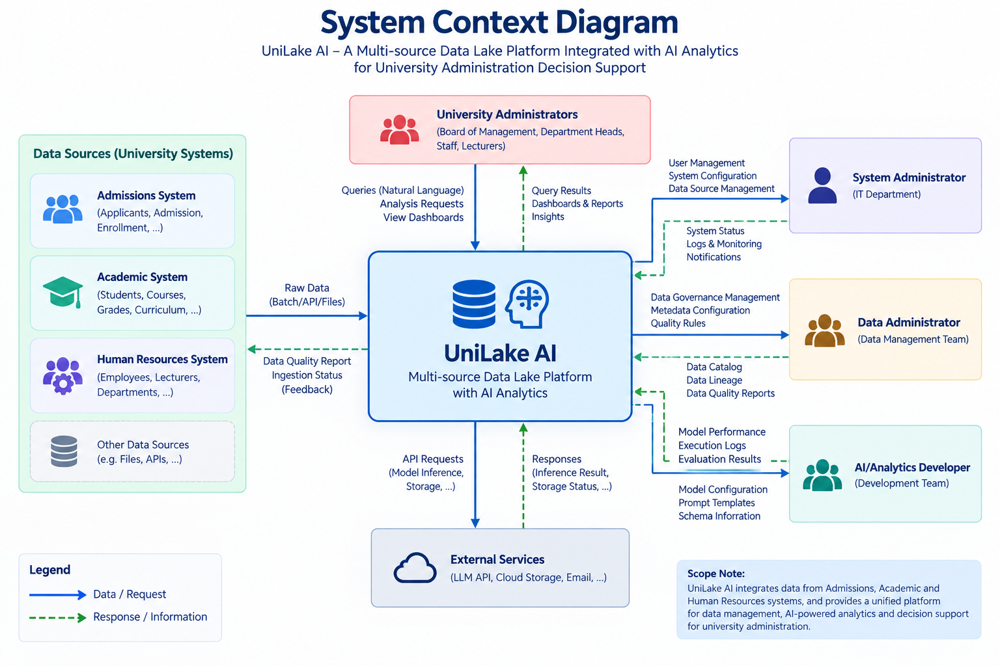 System Context Diagram
UniLake AI – A Multi-source Data Lake Platform Integrated with AI Analytics
for University Administration Decision Support
University Administrators
(Board of Management, Department Heads,
Staff, Lecturers)
Data Sources (University Systems)
Admissions System
(Applicants, Admission,
Enrollment, ...)
Academic System
(Students, Courses,
Grades, Curriculum, ...)
Human Resources System
(Employees, Lecturers,
Departments, ...)
Other Data Sources
(e.g. Files, APIs, ...)
Queries (Natural Language)
Analysis Requests
View Dashboards
Query Results
Dashboards & Reports
Insights
User Management
System Configuration
Data Source Management
System Administrator
(IT Department)
System Status
Logs & Monitoring
Notifications
Raw Data
(Batch/API/Files)
Data Quality Report
Ingestion Status
(Feedback)
UniLake AI
Multi-source Data Lake Platform
with AI Analytics
Data Governance Management
Metedata Configuration
Quality Rules
Data Administrator
(Data Management Team)
Data Catalog
Data Lineage
Data Quality Reports
Model Performance
Execution Logs
Evaluation Results
AI/Analytics Developer
(Development Team)
Model Configuration
Prompt Templates
Schema Inforration
API Requests
(Model Inference,
Storage, ...)
Responses
(Inference Result,
Storage Status, ...)
External Services
(LLM API, Cloud Storage, Email, ...)
Legend
Data / Request
Response / Information
Scope Note:
UniLake AI integrates data from Admissions, Academic and
Human Resources systems, and provides a unified platform
for data management, AI-powered analytics and decision support
for university administration.